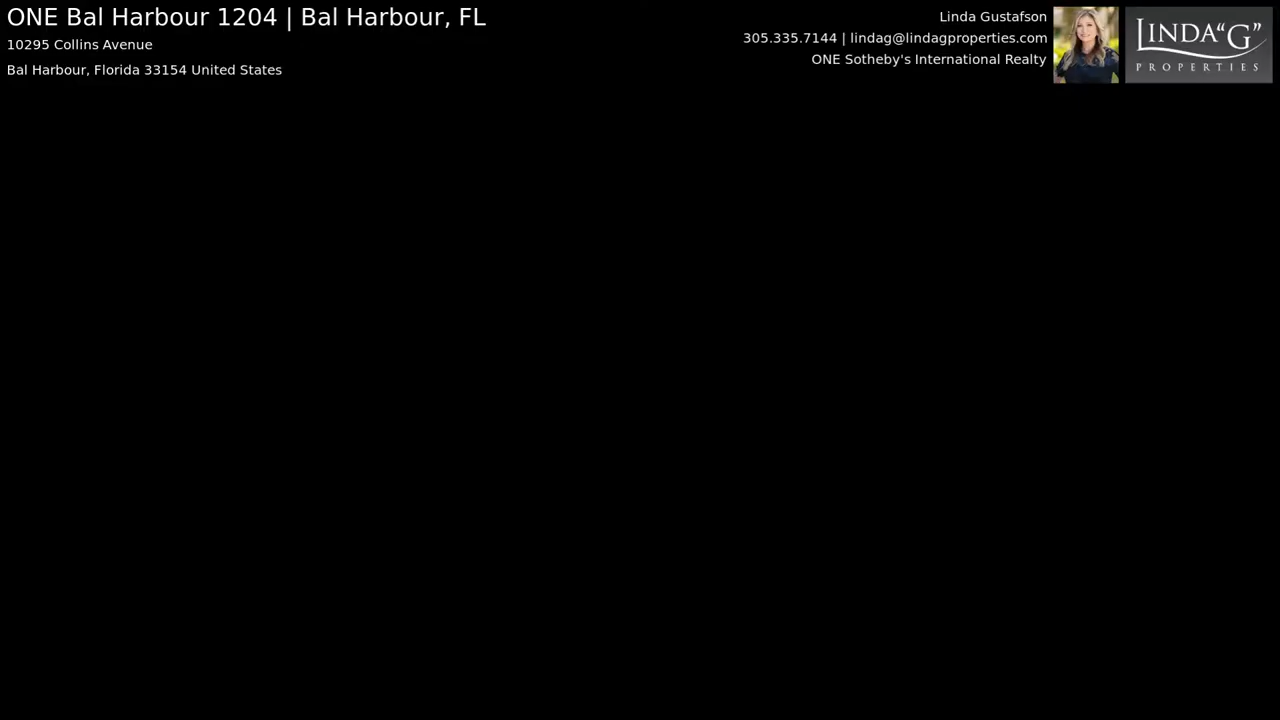 ONE Bal Harbour 1204 | Bal Harbour, FL
10295 Collins Avenue
Bal Harbour, Florida 33154 United States
Linda Gustafson
305.335.7144 | lindag@lindagproperties.com
ONE Sotheby's International Realty
LINDA“G”
PROPERTIES